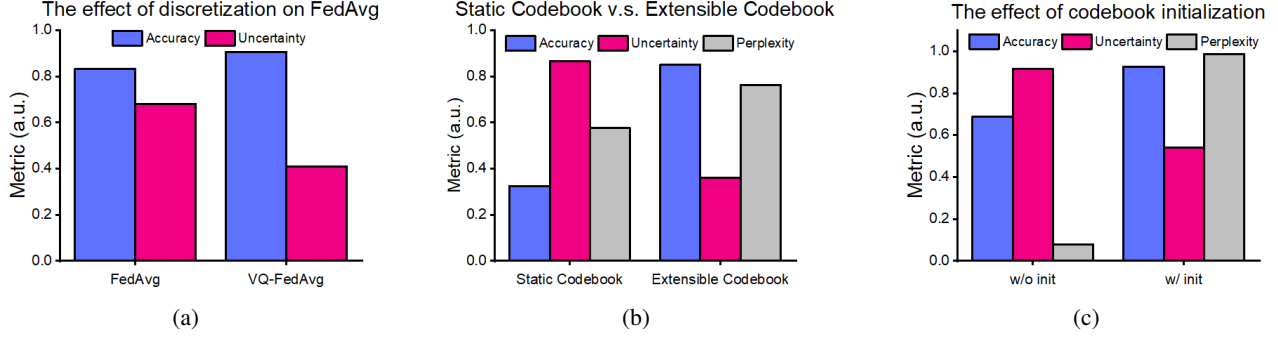 The effect of discretization on FedAvg
Accuracy Uncertainty
Metric (a.u.)
1.0
0.8
0.6
0.4
0.2
0.0
FedAvg VQ-FedAvg
(a)
Static Codebook v.s. Extensible Codebook
Accuracy Uncertainty Perplexity
Metric (a.u.)
1.0
0.8
0.6
0.4
0.2
0.0
Static Codebook Extensible Codebook
(b)
The effect of codebook initialization
Accuracy Uncertainty Perplexity
Metric (a.u.)
1.0
0.8
0.6
0.4
0.2
0.0
w/o init w/ init
(c)